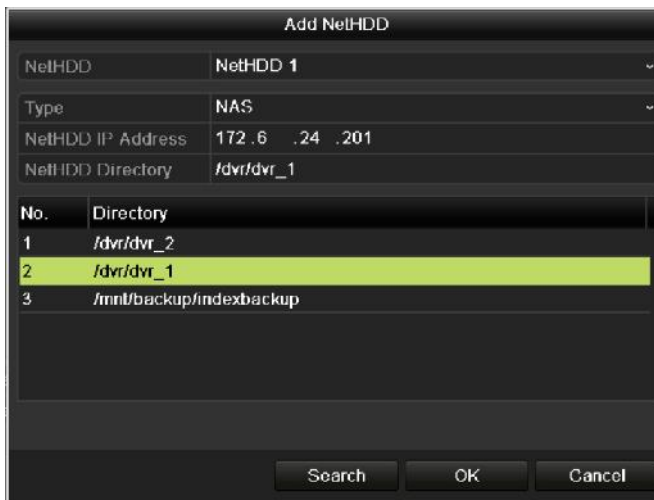 Add NetHDD
NetHDD NetHDD 1
Type NAS
NetHDD IP Address 172 .6 .24 .201
NetHDD Directory /dvr/dvr_1
No. Directory
1 /dvr/dvr_2
2 /dvr/dvr_1
3 /mnt/backup/indexbackup
Search OK Cancel